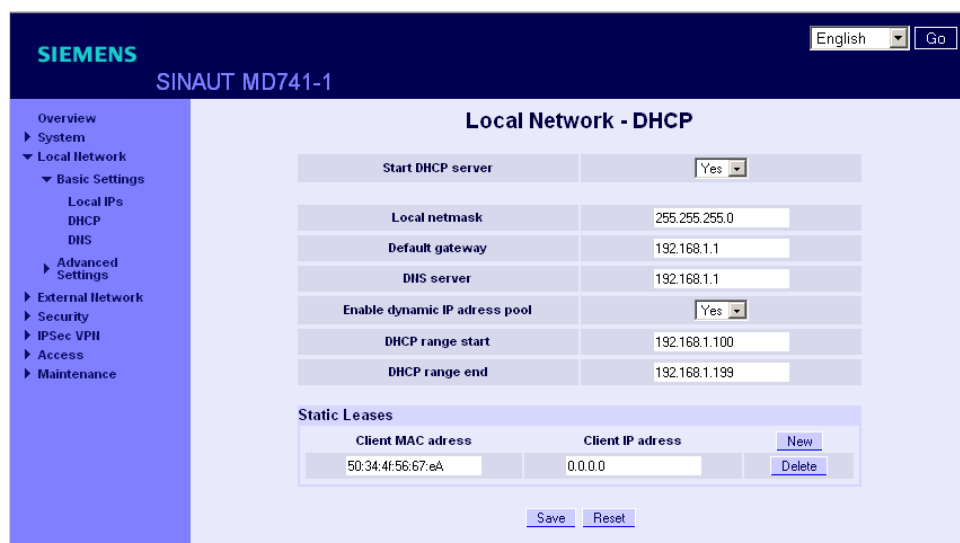 SIEMENS
SINAUT MD741-1
English
Go
Overview
System
Local Network
Basic Settings
Local IPs
DHCP
DNS
Advanced
Settings
External Network
Security
IPSec VPN
Access
Maintenance
Local Network - DHCP
Start DHCP server Yes
Local netmask 255.255.255.0
Default gateway 192.168.1.1
DNS server 192.168.1.1
Enable dynamic IP adress pool Yes
DHCP range start 192.168.1.100
DHCP range end 192.168.1.199
Static Leases
Client MAC adress Client IP adress New
50:34:4f:56:67:eA 0.0.0.0 Delete
Save Reset